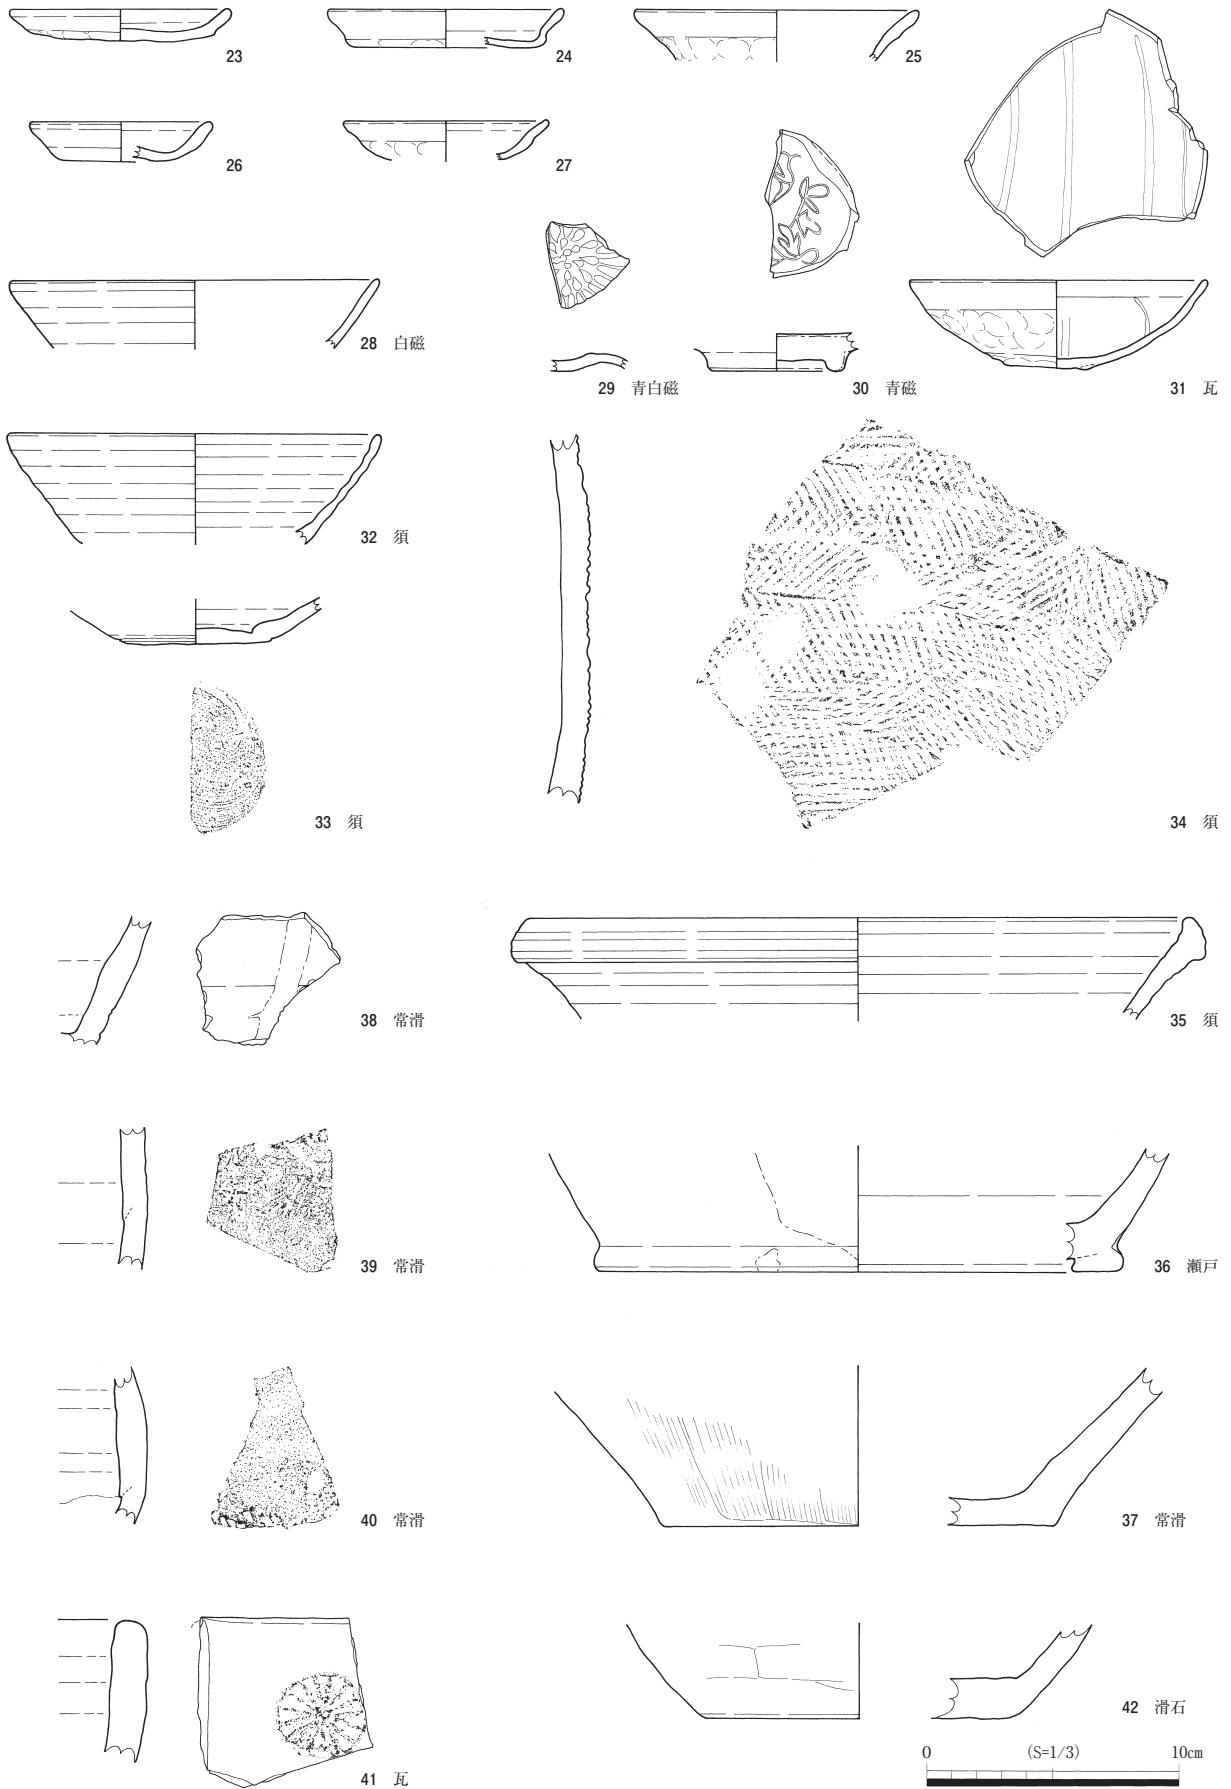 23
24
25
26
27
28 白磁
29 青白磁
30 青磁
31 瓦
32 須
33 須
34 須
38 常滑
35 須
39 常滑
36 瀬戸
40 常滑
37 常滑
42 滑石
41 瓦
0 (S=1/3) 10cm